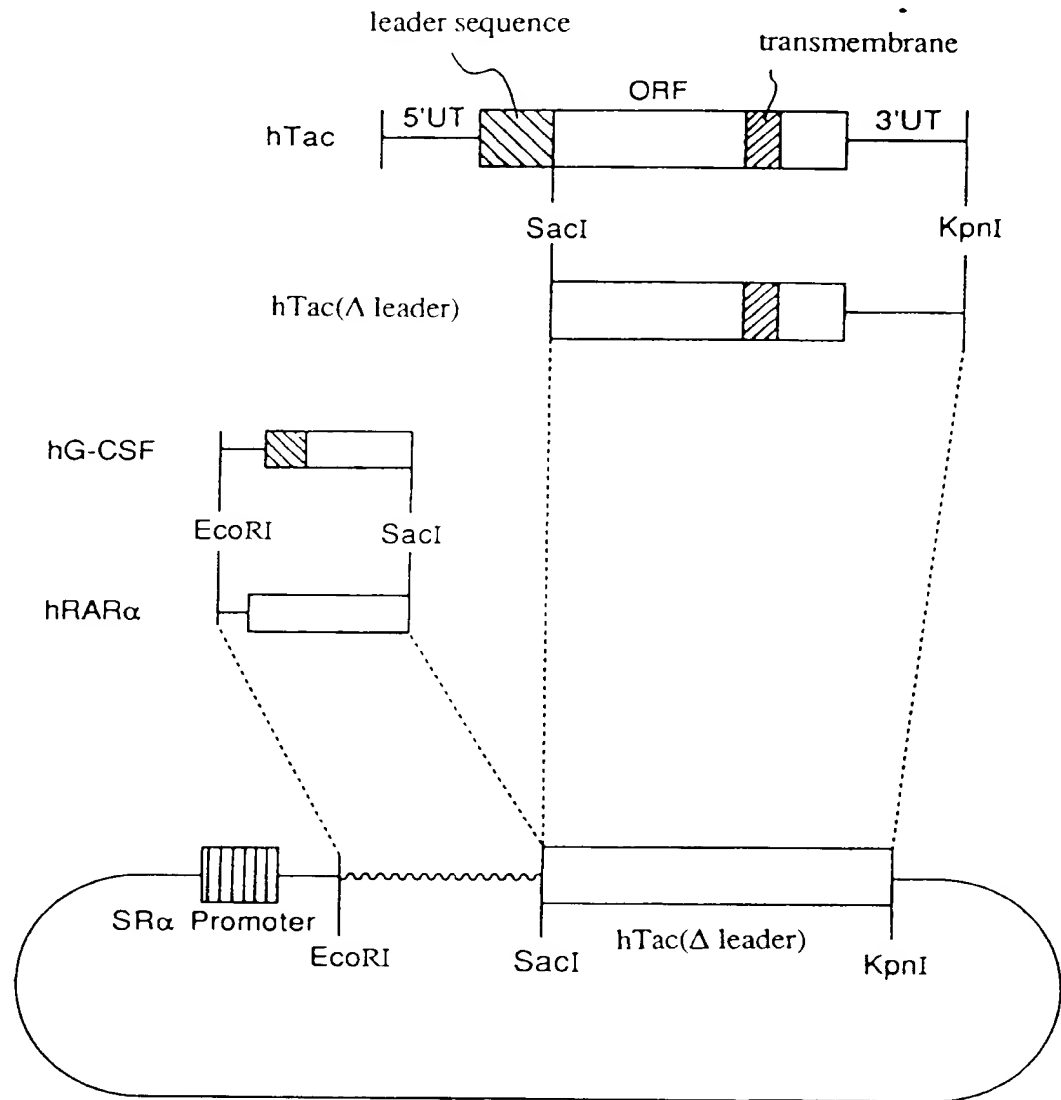 leader sequence
transmembrane
ORF
5'UT
3'UT
hTac
SacI
KpnI
hTac(Λ leader)
hG-CSF
EcoRI
SacI
hRARα
SRα Promoter
EcoRI
SacI
hTac(Δ leader)
KpnI